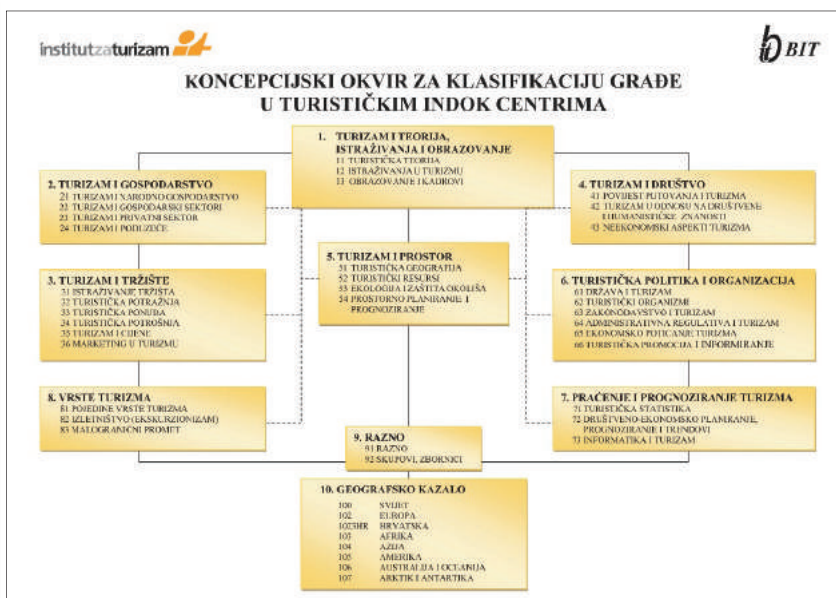 institutzaturizam
BIT
KONCEPCIJSKI OKVIR ZA KLASIFIKACIJU GRAĐE
U TURISTIČKIM INDOK CENTRIMA
1. TURIZAM I TEORIJA,
ISTRAŽIVANJA I OBRAZOVANJE
11 TURISTIČKA TEORIJA
12 ISTRAŽIVANJA U TURIZMU
13 OBRAZOVANJE I KADROVI
2. TURIZAM I GOSPODARSTVO
21 TURIZAM I NARODNO GOSPODARSTVO
22 TURIZAM I GOSPODARSKI SEKTORI
23 TURIZAM I PRIVATNI SEKTOR
24 TURIZAM I PODUZEĆE
4. TURIZAM I DRUŠTVO
41 POVIJEST PUTOVANJA I TURIZMA
42 TURIZAM U ODNOSU NA DRUŠTVENE
I HUMANISTIČKE ZNANOSTI
43 NEEKONOMSKI ASPEKTI TURIZMA
5. TURIZAM I PROSTOR
51 TURISTIČKA GEOGRAFIJA
52 TURISTIČKI RESURSI
53 EKOLOGIJA I ZAŠTITA OKOLIŠA
54 PROSTORNO PLANIRANJE I
PROGNOZIRANJE
3. TURIZAM I TRŽIŠTE
31 ISTRAŽIVANJE TRŽIŠTA
32 TURISTIČKA POTRAŽNJA
33 TURISTIČKA PONUDA
34 TURISTIČKA POTROŠNJA
35 TURIZAM I CIJENE
36 MARKETING U TURIZMU
6. TURISTIČKA POLITIKA I ORGANIZACIJA
61 DRŽAVA I TURIZAM
62 TURISTIČKI ORGANIZMI
63 ZAKONODAVSTVO I TURIZAM
64 ADMINISTRATIVNA REGULATIVA I TURIZAM
65 EKONOMSKO POTICANJE TURIZMA
66 TURISTIČKA PROMOCIJA I INFORMIRANJE
8. VRSTE TURIZMA
81 POJEDINE VRSTE TURIZMA
82 IZLETNIŠTVO (EKSKURZIONIZAM)
83 MALOGRANIČNI PROMET
7. PRAĆENJE I PROGNOZIRANJE TURIZMA
71 TURISTIČKA STATISTIKA
72 DRUŠTVENO-EKONOMSKO PLANIRANJE,
PROGNOZIRANJE I TRENDOVI
73 INFORMATIKA I TURIZAM
9. RAZNO
91 RAZNO
92 SKUPOVI, ZBORNICI
10. GEOGRAFSKO KAZALO
100 SVIJET
102 EUROPA
1023HR HRVATSKA
103 AFRIKA
104 AZIJA
105 AMERIKA
106 AUSTRALIJA I OCEANIJA
107 ARKTIK I ANTARTIKA